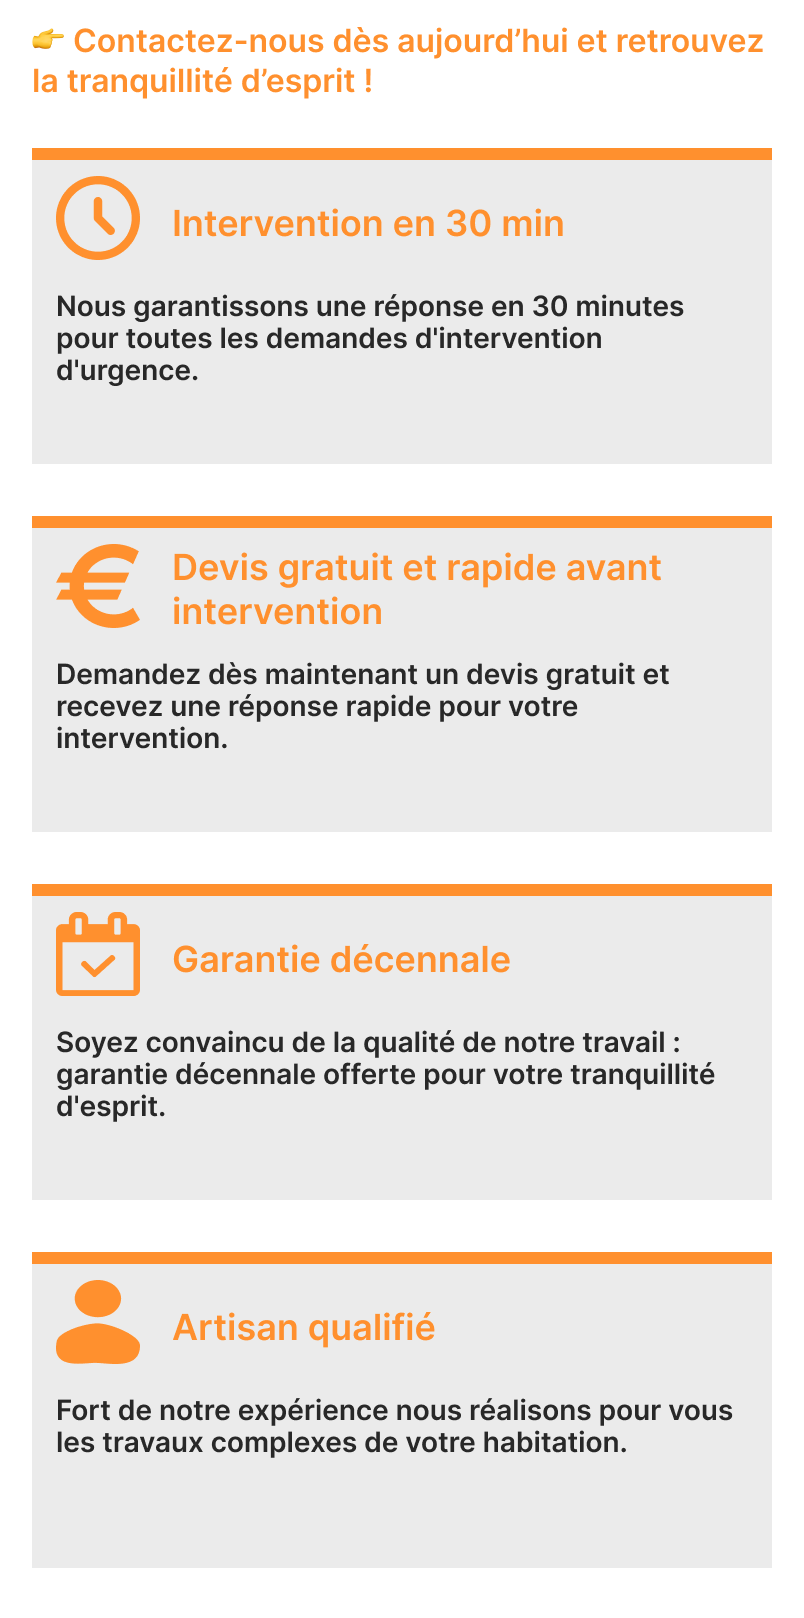 👉 Contactez-nous dès aujourd’hui et retrouvez
la tranquillité d’esprit !
Intervention en 30 min
Nous garantissons une réponse en 30 minutes
pour toutes les demandes d'intervention
d'urgence.
Devis gratuit et rapide avant
intervention
Demandez dès maintenant un devis gratuit et
recevez une réponse rapide pour votre
intervention.
Garantie décennale
Soyez convaincu de la qualité de notre travail :
garantie décennale offerte pour votre tranquillité
d'esprit.
Artisan qualifié
Fort de notre expérience nous réalisons pour vous
les travaux complexes de votre habitation.